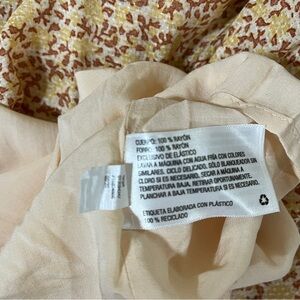 CUERPO: 100 % RAYÓN
FORRO: 100 % RAYÓN
EXCLUSIVO DE ELÁSTICO
LAVAR A MÁQUINA CON AGUA FRÍA CON COLORES
SIMILARES. CICLO DELICADO. SÓLO BLANQUEADOR SIN
CLORO SI ES NECESARIO. SECAR A MÁQUINA A
TEMPERATURA BAJA. RETIRAR OPORTUNAMENTE.
PLANCHAR A BAJA TEMPERATURA SI ES NECESARIO.
ETIQUETA ELABORADA CON PLÁSTICO
100 % RECICLADO